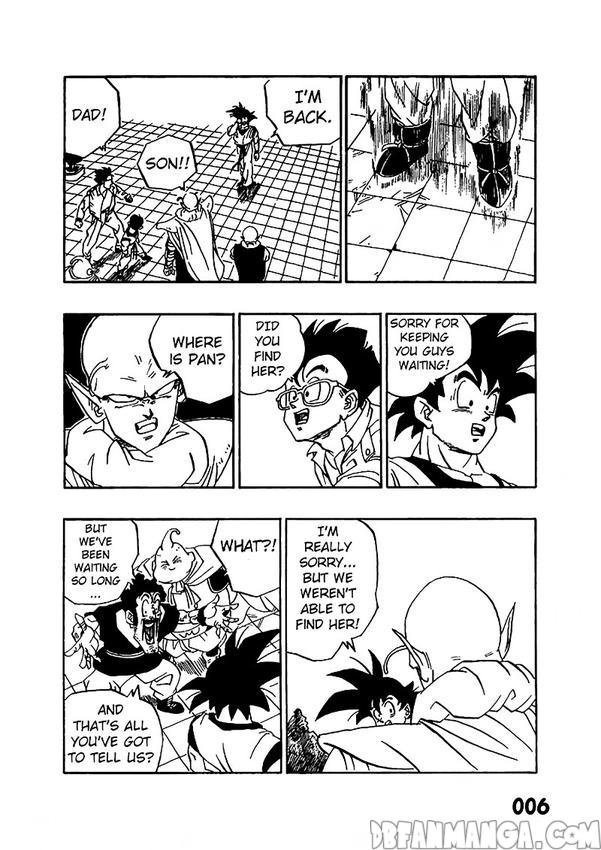 I'M
BACK.
SON!!
DAD!
SORRY FOR
KEEPING
YOU GUYS
WAITING!
DID
YOU
FIND
HER?
WHERE
IS PAN?
I'M
REALLY
SORRY...
BUT WE
WEREN'T
ABLE TO
FIND HER!
WHAT?!
BUT
WE'VE
BEEN
WAITING
SO LONG
...
AND
THAT'S ALL
YOU'VE GOT
TO TELL US?
006
DBFANMANGA.COM